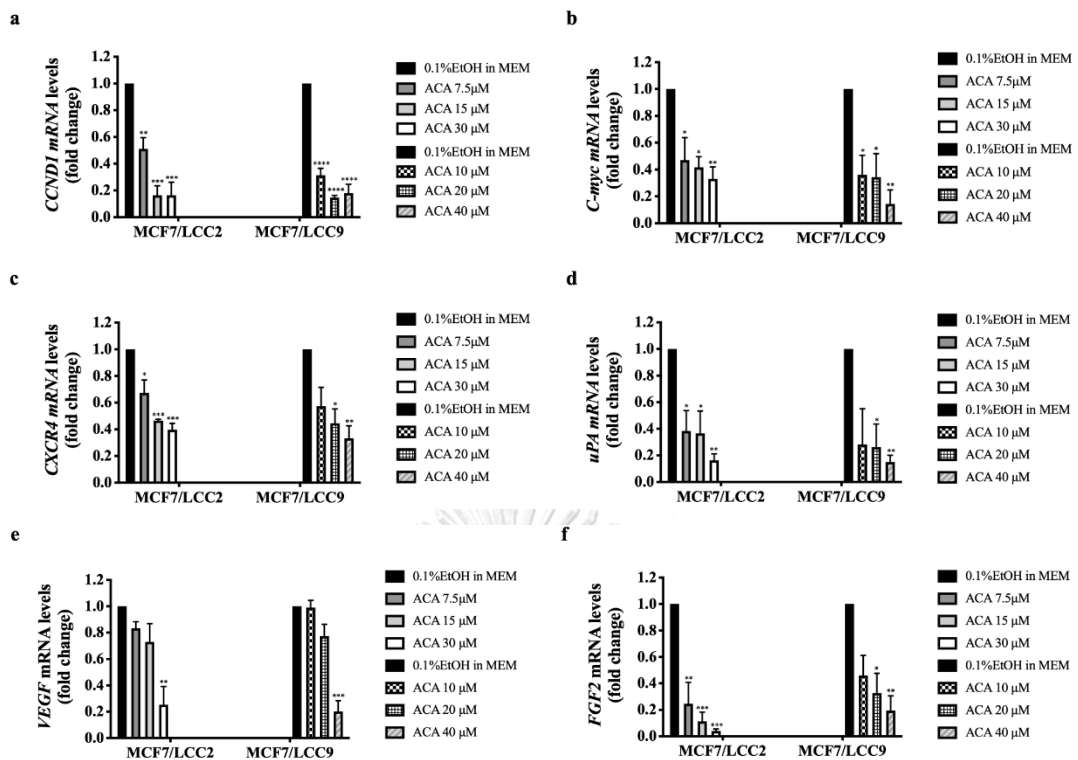 a
CCND1 mRNA levels
(fold change)
1.2
1.0
0.8
0.6
0.4
0.2
0.0
**
***
***
****
****
****
MCF7/LCC2
MCF7/LCC9
0.1%EtOH in MEM
ACA 7.5μM
ACA 15 μM
ACA 30 μM
0.1%EtOH in MEM
ACA 10 μM
ACA 20 μM
ACA 40 μM
b
C-myc mRNA levels
(fold change)
1.2
1.0
0.8
0.6
0.4
0.2
0.0
*
*
**
*
*
**
MCF7/LCC2
MCF7/LCC9
0.1%EtOH in MEM
ACA 7.5μM
ACA 15 μM
ACA 30 μM
0.1%EtOH in MEM
ACA 10 μM
ACA 20 μM
ACA 40 μM
c
CXCR4 mRNA levels
(fold change)
1.2
1.0
0.8
0.6
0.4
0.2
0.0
*
***
***
*
**
MCF7/LCC2
MCF7/LCC9
0.1%EtOH in MEM
ACA 7.5μM
ACA 15 μM
ACA 30 μM
0.1%EtOH in MEM
ACA 10 μM
ACA 20 μM
ACA 40 μM
d
uPA mRNA levels
(fold change)
1.2
1.0
0.8
0.6
0.4
0.2
0.0
*
*
**
*
**
MCF7/LCC2
MCF7/LCC9
0.1%EtOH in MEM
ACA 7.5μM
ACA 15 μM
ACA 30 μM
0.1%EtOH in MEM
ACA 10 μM
ACA 20 μM
ACA 40 μM
e
VEGF mRNA levels
(fold change)
1.2
1.0
0.8
0.6
0.4
0.2
0.0
**
***
MCF7/LCC2
MCF7/LCC9
0.1%EtOH in MEM
ACA 7.5μM
ACA 15 μM
ACA 30 μM
0.1%EtOH in MEM
ACA 10 μM
ACA 20 μM
ACA 40 μM
f
FGF2 mRNA levels
(fold change)
1.2
1.0
0.8
0.6
0.4
0.2
0.0
**
***
***
*
**
MCF7/LCC2
MCF7/LCC9
0.1%EtOH in MEM
ACA 7.5μM
ACA 15 μM
ACA 30 μM
0.1%EtOH in MEM
ACA 10 μM
ACA 20 μM
ACA 40 μM